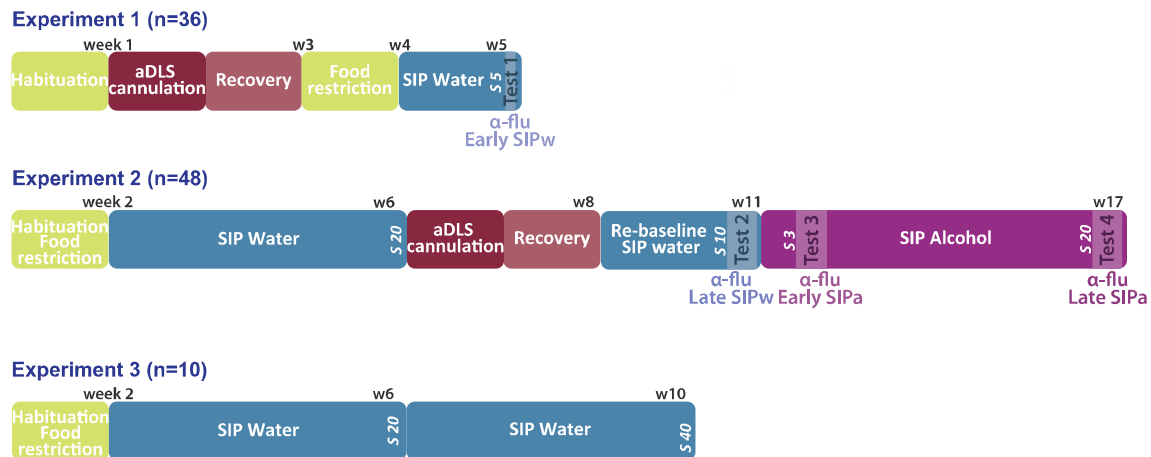 Experiment 1 (n=36)
week 1 w3 w4 w5
Habituation
aDLS
cannulation
Recovery
Food
restriction
SIP Water
S 5
Test 1
α-flu
Early SIPw
Experiment 2 (n=48)
week 2 w6 w8 w11 w17
Habituation
Food
restriction
SIP Water
S 20
aDLS
cannulation
Recovery
Re-baseline
SIP water
S 10
Test 2
S 3
Test 3
SIP Alcohol
S 20
Test 4
α-flu
Late SIPw
α-flu
Early SIPa
α-flu
Late SIPa
Experiment 3 (n=10)
week 2 w6 w10
Habituation
Food
restriction
SIP Water
S 20
SIP Water
S 40